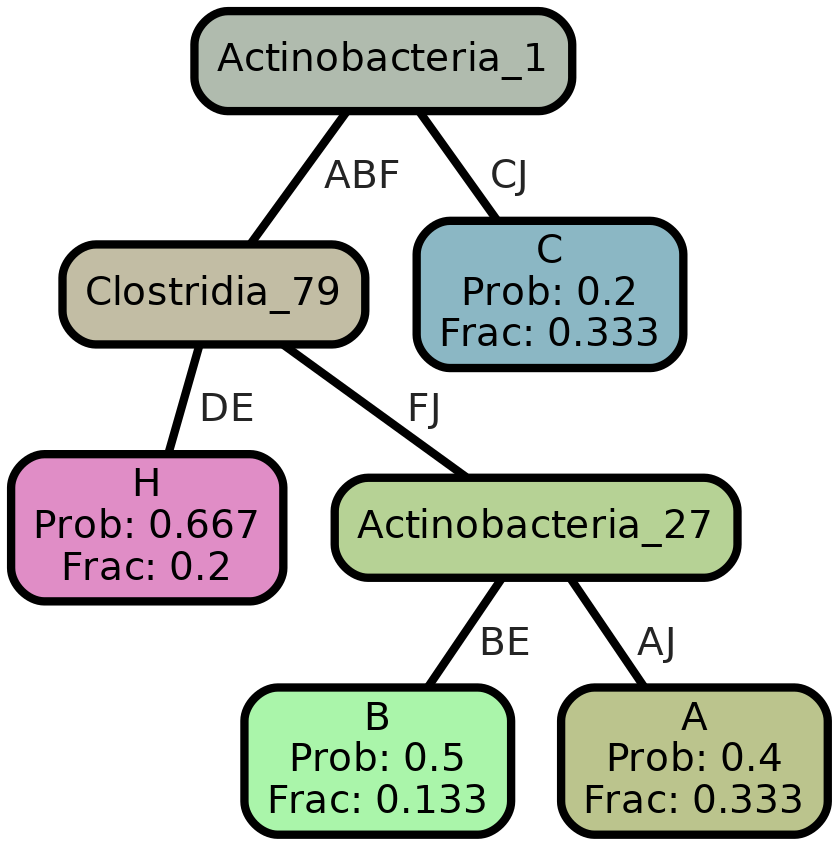 Actinobacteria_1
ABF
CJ
Clostridia_79
C
Prob: 0.2
Frac: 0.333
DE
FJ
H
Prob: 0.667
Frac: 0.2
Actinobacteria_27
BE
AJ
B
Prob: 0.5
Frac: 0.133
A
Prob: 0.4
Frac: 0.333